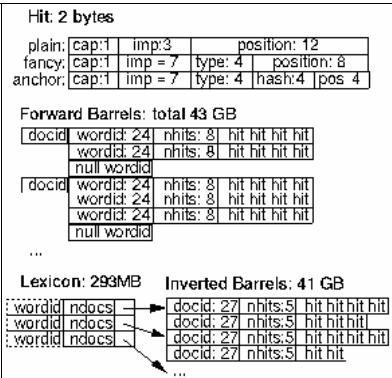 Hit: 2 bytes
plain: cap:1 imp:3 position: 12
fancy: cap:1 imp = 7 type: 4 position: 8
anchor: cap:1 imp = 7 type: 4 hash:4 pos 4
Forward Barrels: total 43 GB
docid wordid: 24 nhits: 8 hit hit hit hit
wordid: 24 nhits: 8 hit hit hit hit
null wordid
docid wordid: 24 nhits: 8 hit hit hit hit
wordid: 24 nhits: 8 hit hit hit hit
wordid: 24 nhits: 8 hit hit hit hit
null wordid
...
Lexicon: 293MB Inverted Barrels: 41 GB
wordid ndocs docid: 27 nhits:5 hit hit hit hit
wordid ndocs docid: 27 nhits:5 hit hit hit
wordid ndocs docid: 27 nhits:5 hit hit hit hit
docid: 27 nhits:5 hit hit
...